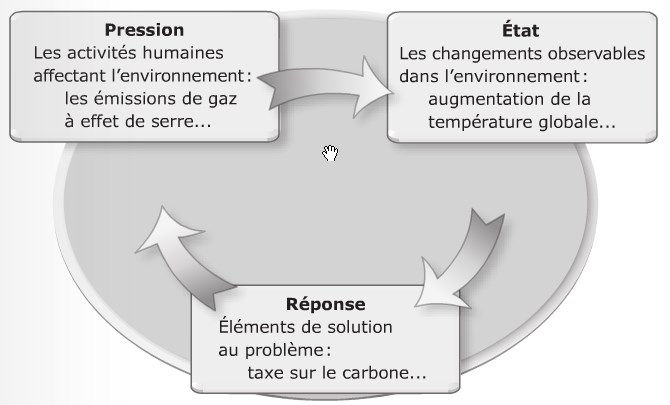 Pression
Les activités humaines
affectant l'environnement :
les émissions de gaz
à effet de serre...
État
Les changements observables
dans l'environnement :
augmentation de la
température globale...
Réponse
Éléments de solution
au problème :
taxe sur le carbone...